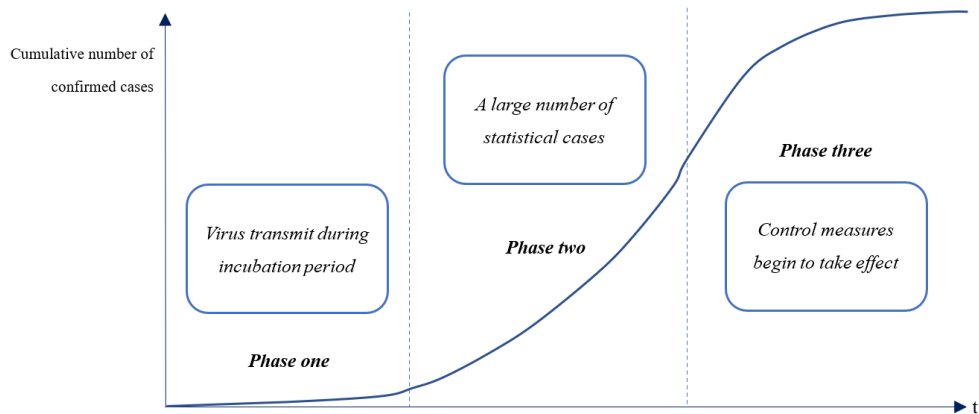 Cumulative number of
confirmed cases
Virus transmit during
incubation period
Phase one
A large number of
statistical cases
Phase two
Phase three
Control measures
begin to take effect
t